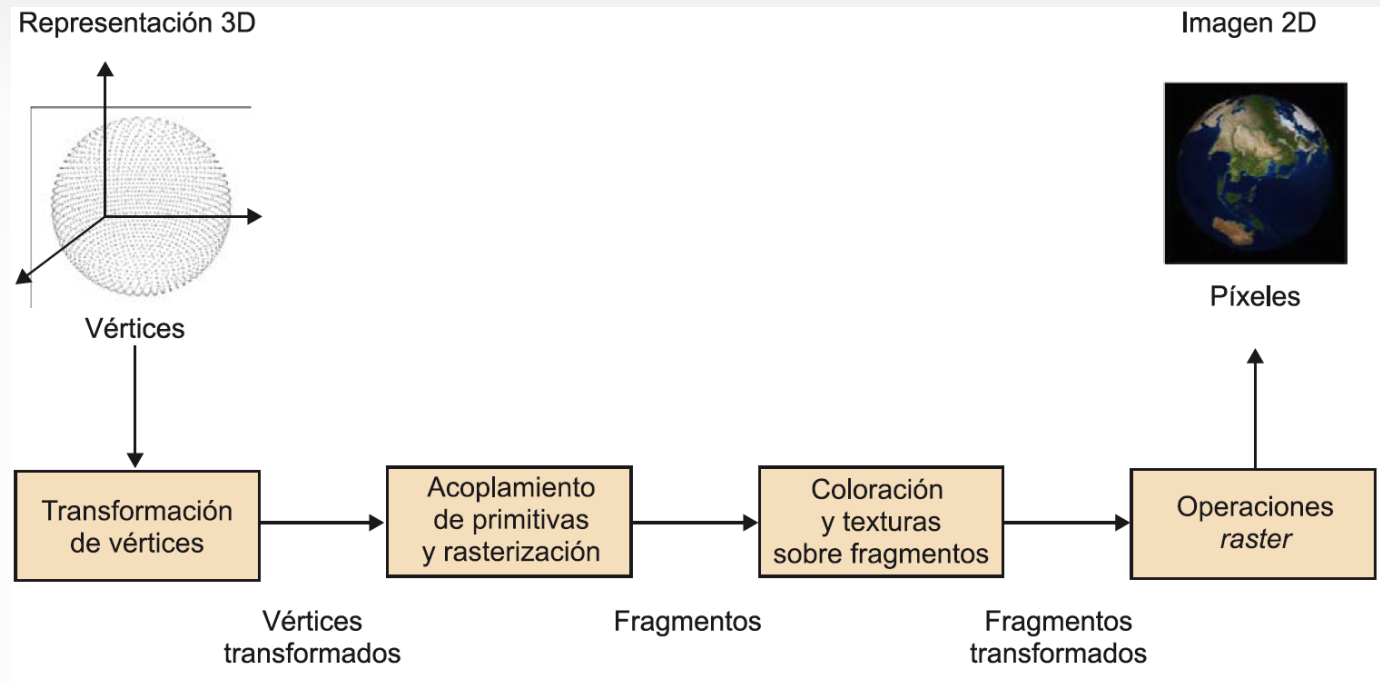 Representación 3D
Imagen 2D
Vértices
Píxeles
Transformación
de vértices
Acoplamiento
de primitivas
y rasterización
Coloración
y texturas
sobre fragmentos
Operaciones
raster
Vértices
transformados
Fragmentos
Fragmentos
transformados